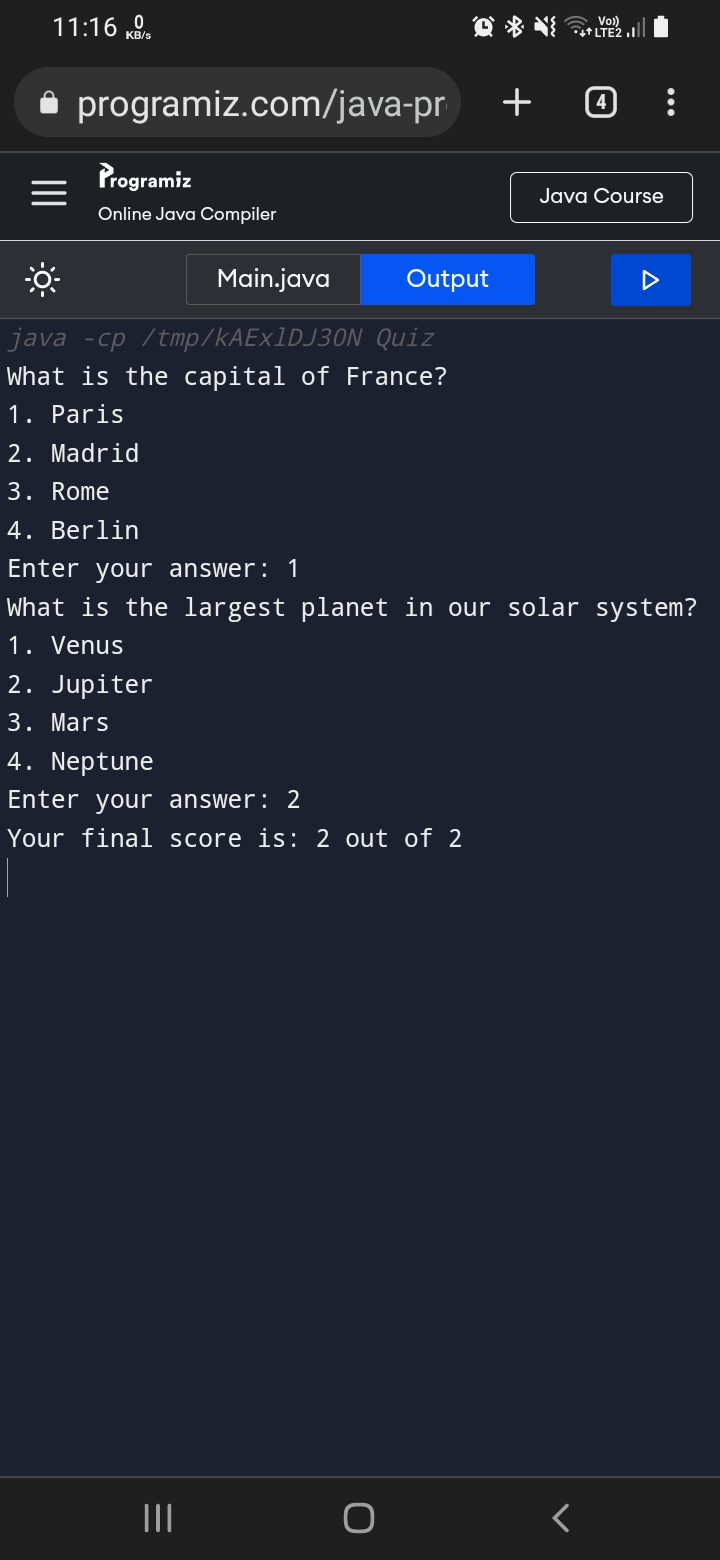 11:16 0 KB/s Vo)) LTE2
programiz.com/java-pr 4
Programiz
Online Java Compiler
Java Course
Main.java Output
java -cp /tmp/kAExlDJ3ON Quiz
What is the capital of France?
1. Paris
2. Madrid
3. Rome
4. Berlin
Enter your answer: 1
What is the largest planet in our solar system?
1. Venus
2. Jupiter
3. Mars
4. Neptune
Enter your answer: 2
Your final score is: 2 out of 2